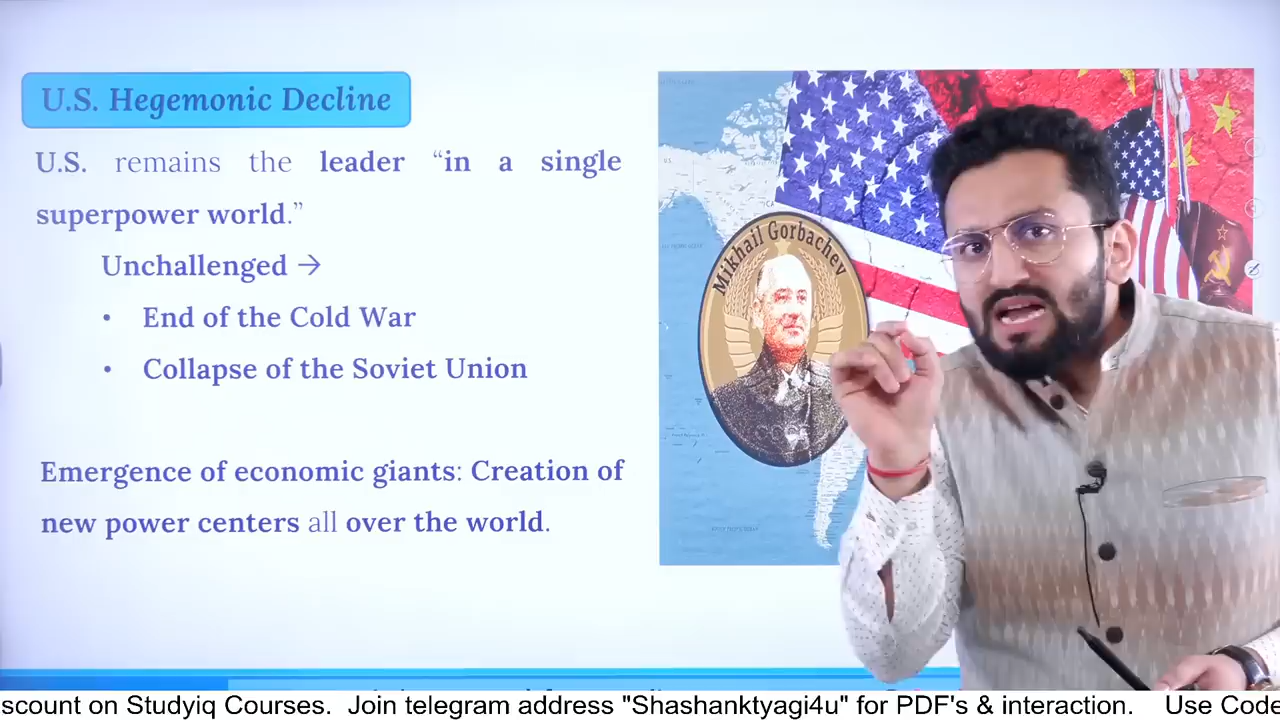 U.S. Hegemonic Decline
U.S. remains the leader “in a single
superpower world.”
Unchallenged →
• End of the Cold War
• Collapse of the Soviet Union
Emergence of economic giants: Creation of
new power centers all over the world.
Mikhail Gorbachev
scount on Studyiq Courses. Join telegram address "Shashanktyagi4u" for PDF's & interaction. Use Code